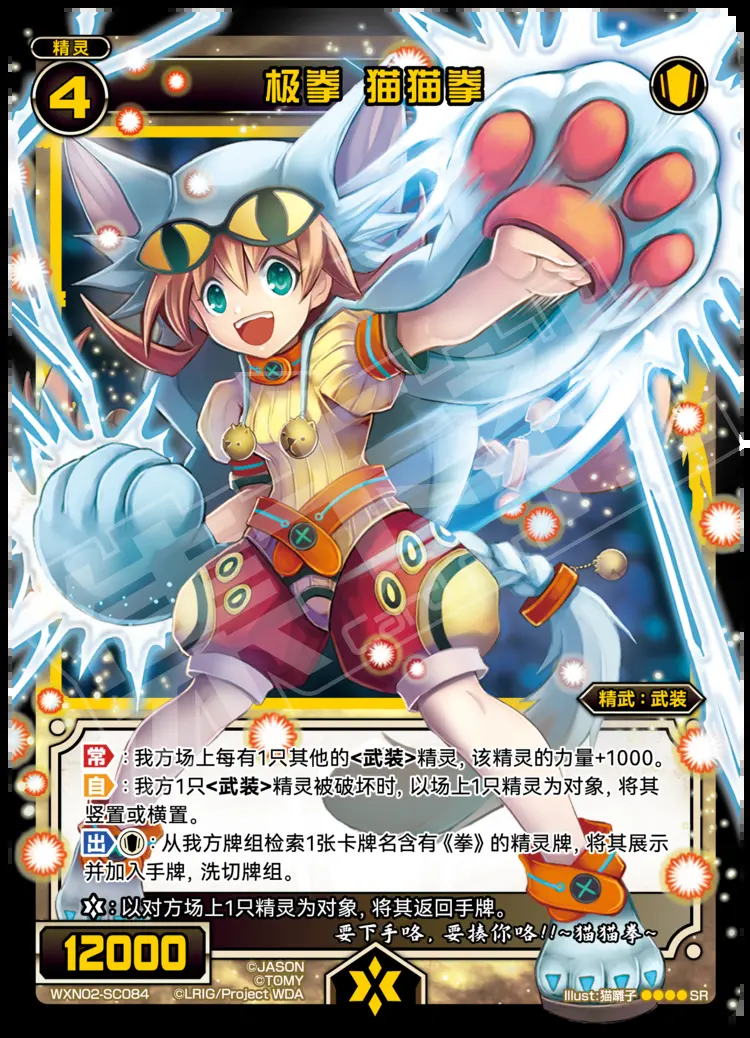 精灵
4
极拳 猫猫拳
精武：武装
常：我方场上每有1只其他的<武装>精灵，该精灵的力量+1000。
自：我方1只<武装>精灵被破坏时，以场上1只精灵为对象，将其
竖置或横置。
出：从我方牌组检索1张卡牌名含有《拳》的精灵牌，将其展示
并加入手牌，洗切牌组。
：以对方场上1只精灵为对象，将其返回手牌。
要下手咯，要揍你咯!!~猫猫拳~
12000
©JASON
©TOMY
WXN02-SC084 ©LRIG/Project WDA
Illust:猫囃子 SR